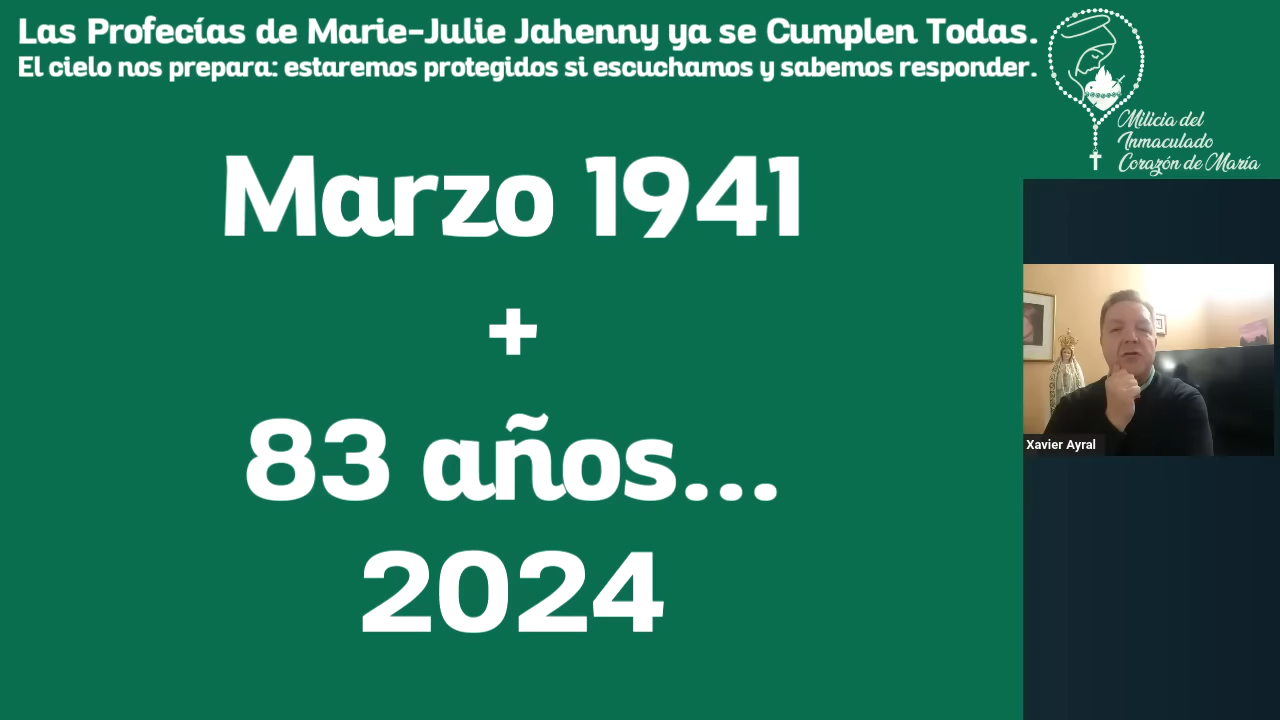 Las Profecías de Marie-Julie Jahenny ya se Cumplen Todas.
El cielo nos prepara: estaremos protegidos si escuchamos y sabemos responder.
Milicia del
Inmaculado
Corazón de María
Marzo 1941
+
83 años...
2024
Xavier Ayral